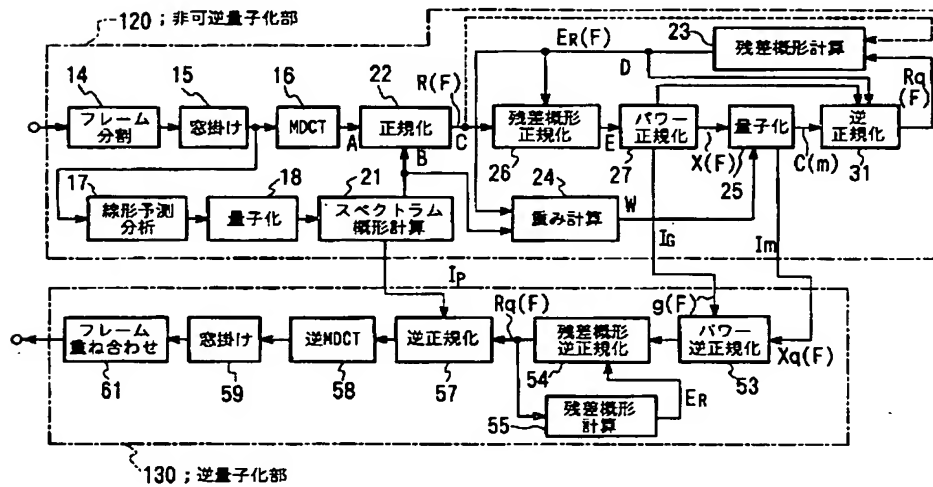 120;非可逆量子化部
23
残差概形計算
ER(F)
D
Rq
(F)
14
フレーム
分割
15
窓掛け
16
MDCT
A
22
正規化
B
R(F)
C
残差概形
正規化
26
E
パワー
正規化
27
X(F)
量子化
25
C(m)
逆
正規化
31
17
線形予測
分析
18
量子化
21
スペクトラム
概形計算
24
重み計算
W
IG
Im
IP
Rq(F)
g(F)
Xq(F)
フレーム
重ね合わせ
61
窓掛け
59
逆MDCT
58
逆正規化
57
残差概形
逆正規化
54
パワー
逆正規化
53
ER
残差概形
計算
55
130;逆量子化部